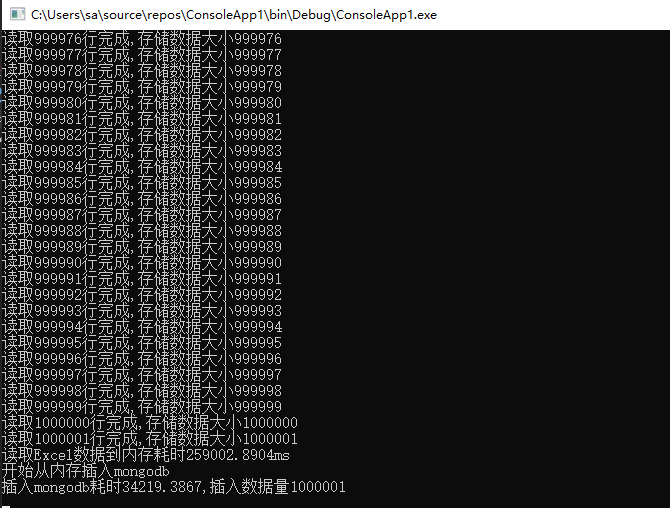 C:\Users\sa\source\repos\ConsoleApp1\bin\Debug\ConsoleApp1.exe
读取999976行完成,存储数据大小999976
读取999977行完成,存储数据大小999977
读取999978行完成,存储数据大小999978
读取999979行完成,存储数据大小999979
读取999980行完成,存储数据大小999980
读取999981行完成,存储数据大小999981
读取999982行完成,存储数据大小999982
读取999983行完成,存储数据大小999983
读取999984行完成,存储数据大小999984
读取999985行完成,存储数据大小999985
读取999986行完成,存储数据大小999986
读取999987行完成,存储数据大小999987
读取999988行完成,存储数据大小999988
读取999989行完成,存储数据大小999989
读取999990行完成,存储数据大小999990
读取999991行完成,存储数据大小999991
读取999992行完成,存储数据大小999992
读取999993行完成,存储数据大小999993
读取999994行完成,存储数据大小999994
读取999995行完成,存储数据大小999995
读取999996行完成,存储数据大小999996
读取999997行完成,存储数据大小999997
读取999998行完成,存储数据大小999998
读取999999行完成,存储数据大小999999
读取1000000行完成,存储数据大小1000000
读取1000001行完成,存储数据大小1000001
读取Excel数据到内存耗时259002.8904ms
开始从内存插入mongodb
插入mongodb耗时34219.3867,插入数据量1000001